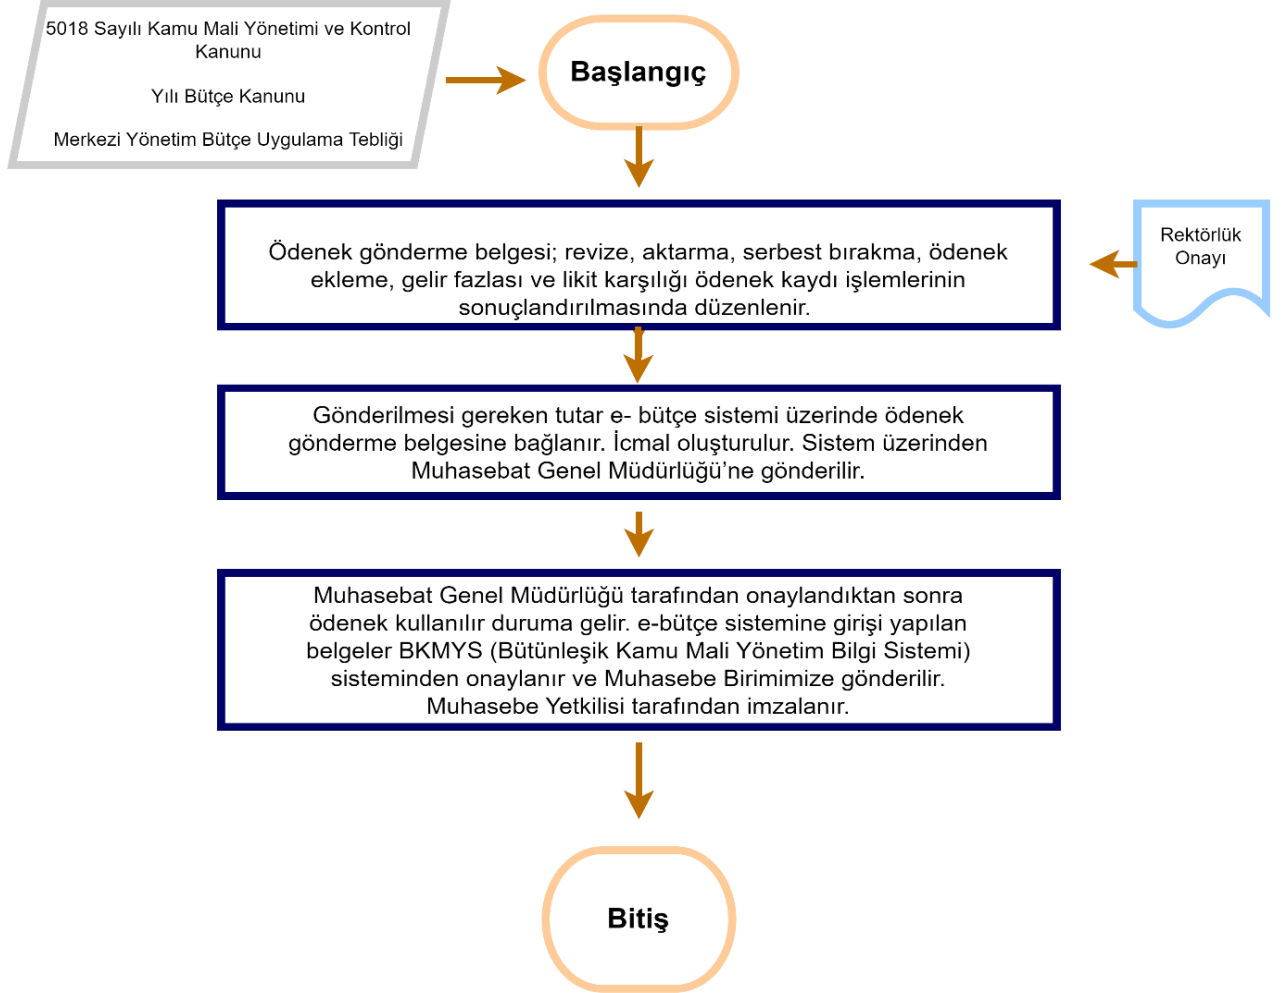 5018 Sayılı Kamu Mali Yönetimi ve Kontrol
Kanunu
Yılı Bütçe Kanunu
Merkezi Yönetim Bütçe Uygulama Tebliği
Başlangıç
Ödenek gönderme belgesi; revize, aktarma, serbest bırakma, ödenek
ekleme, gelir fazlası ve likit karşılığı ödenek kaydı işlemlerinin
sonuçlandırılmasında düzenlenir.
Rektörlük
Onayı
Gönderilmesi gereken tutar e- bütçe sistemi üzerinde ödenek
gönderme belgesine bağlanır. İcmal oluşturulur. Sistem üzerinden
Muhasebat Genel Müdürlüğü’ne gönderilir.
Muhasebat Genel Müdürlüğü tarafından onaylandıktan sonra
ödenek kullanılır duruma gelir. e-bütçe sistemine girişi yapılan
belgeler BKMYS (Bütünleşik Kamu Mali Yönetim Bilgi Sistemi)
sisteminden onaylanır ve Muhasebe Birimimize gönderilir.
Muhasebe Yetkilisi tarafından imzalanır.
Bitiş